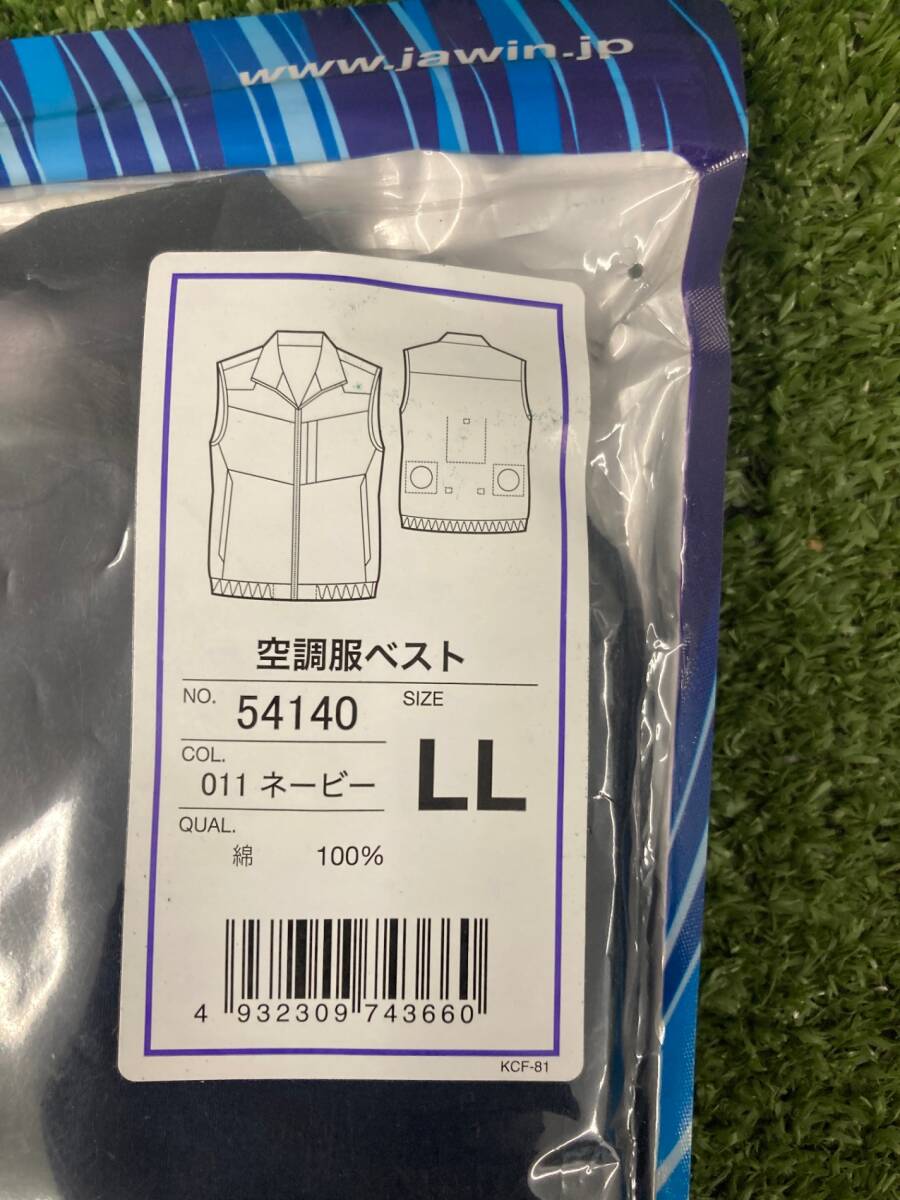 www.jawin.jp
空調服ベスト
NO. 54140
SIZE
LL
COL.
011 ネービー
QUAL.
綿 100%
4 932309 743660
KCF-81